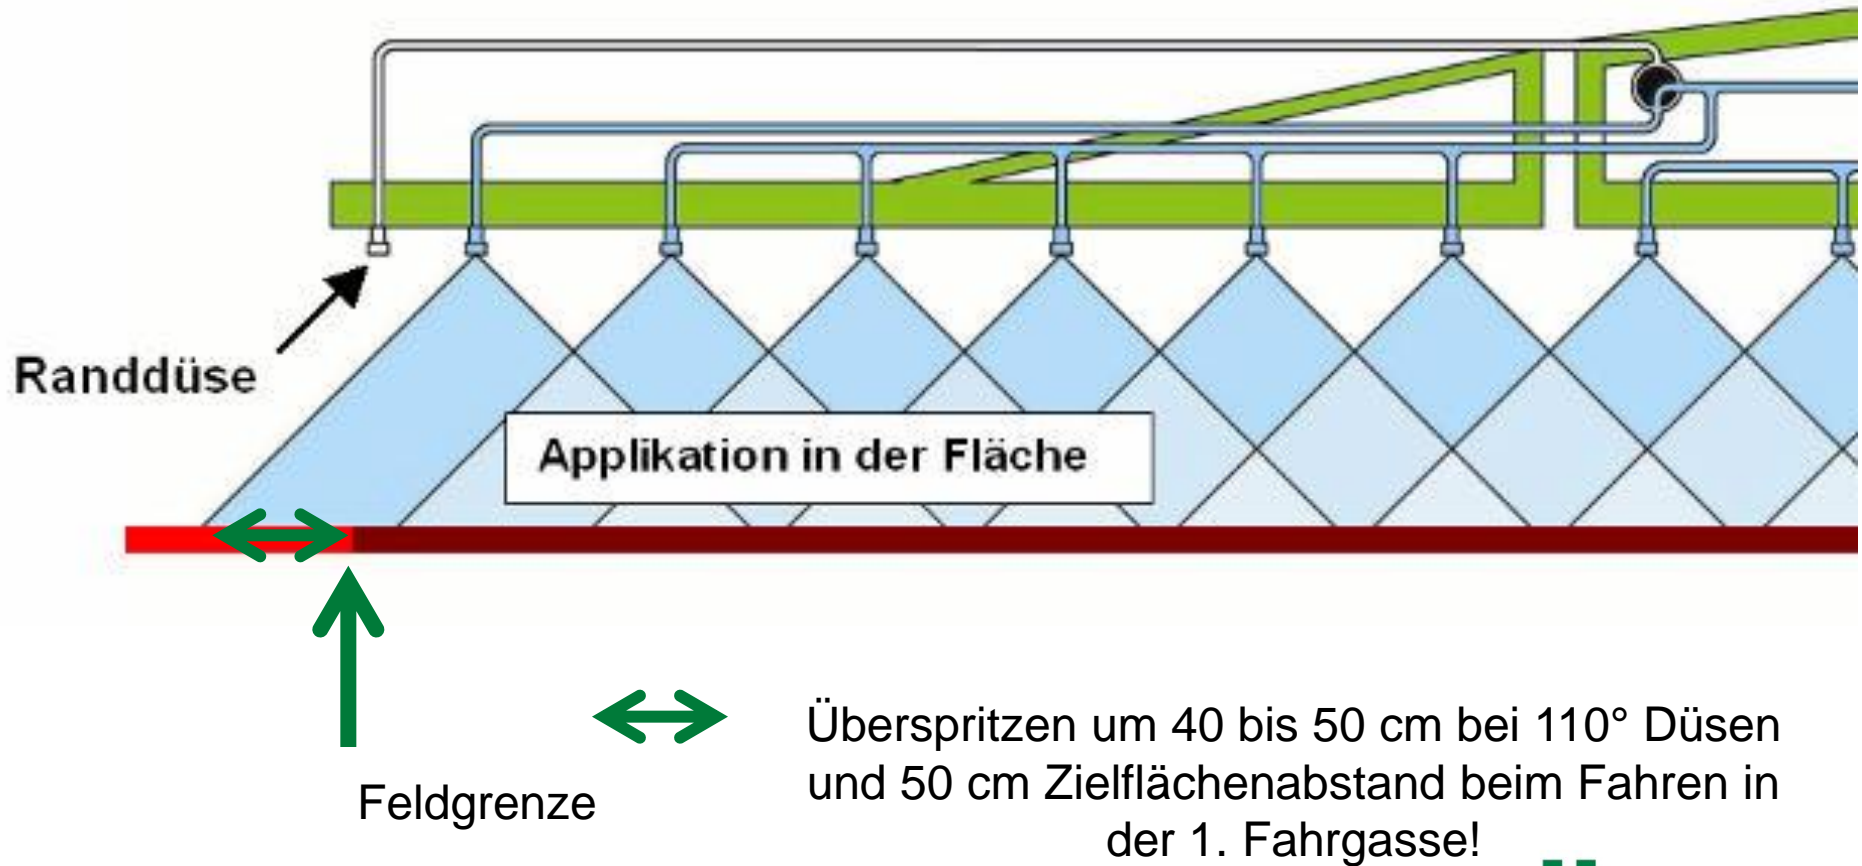 Randdüse
Applikation in der Fläche
Feldgrenze
Überspritzen um 40 bis 50 cm bei 110° Düsen
und 50 cm Zielflächenabstand beim Fahren in
der 1. Fahrgasse!